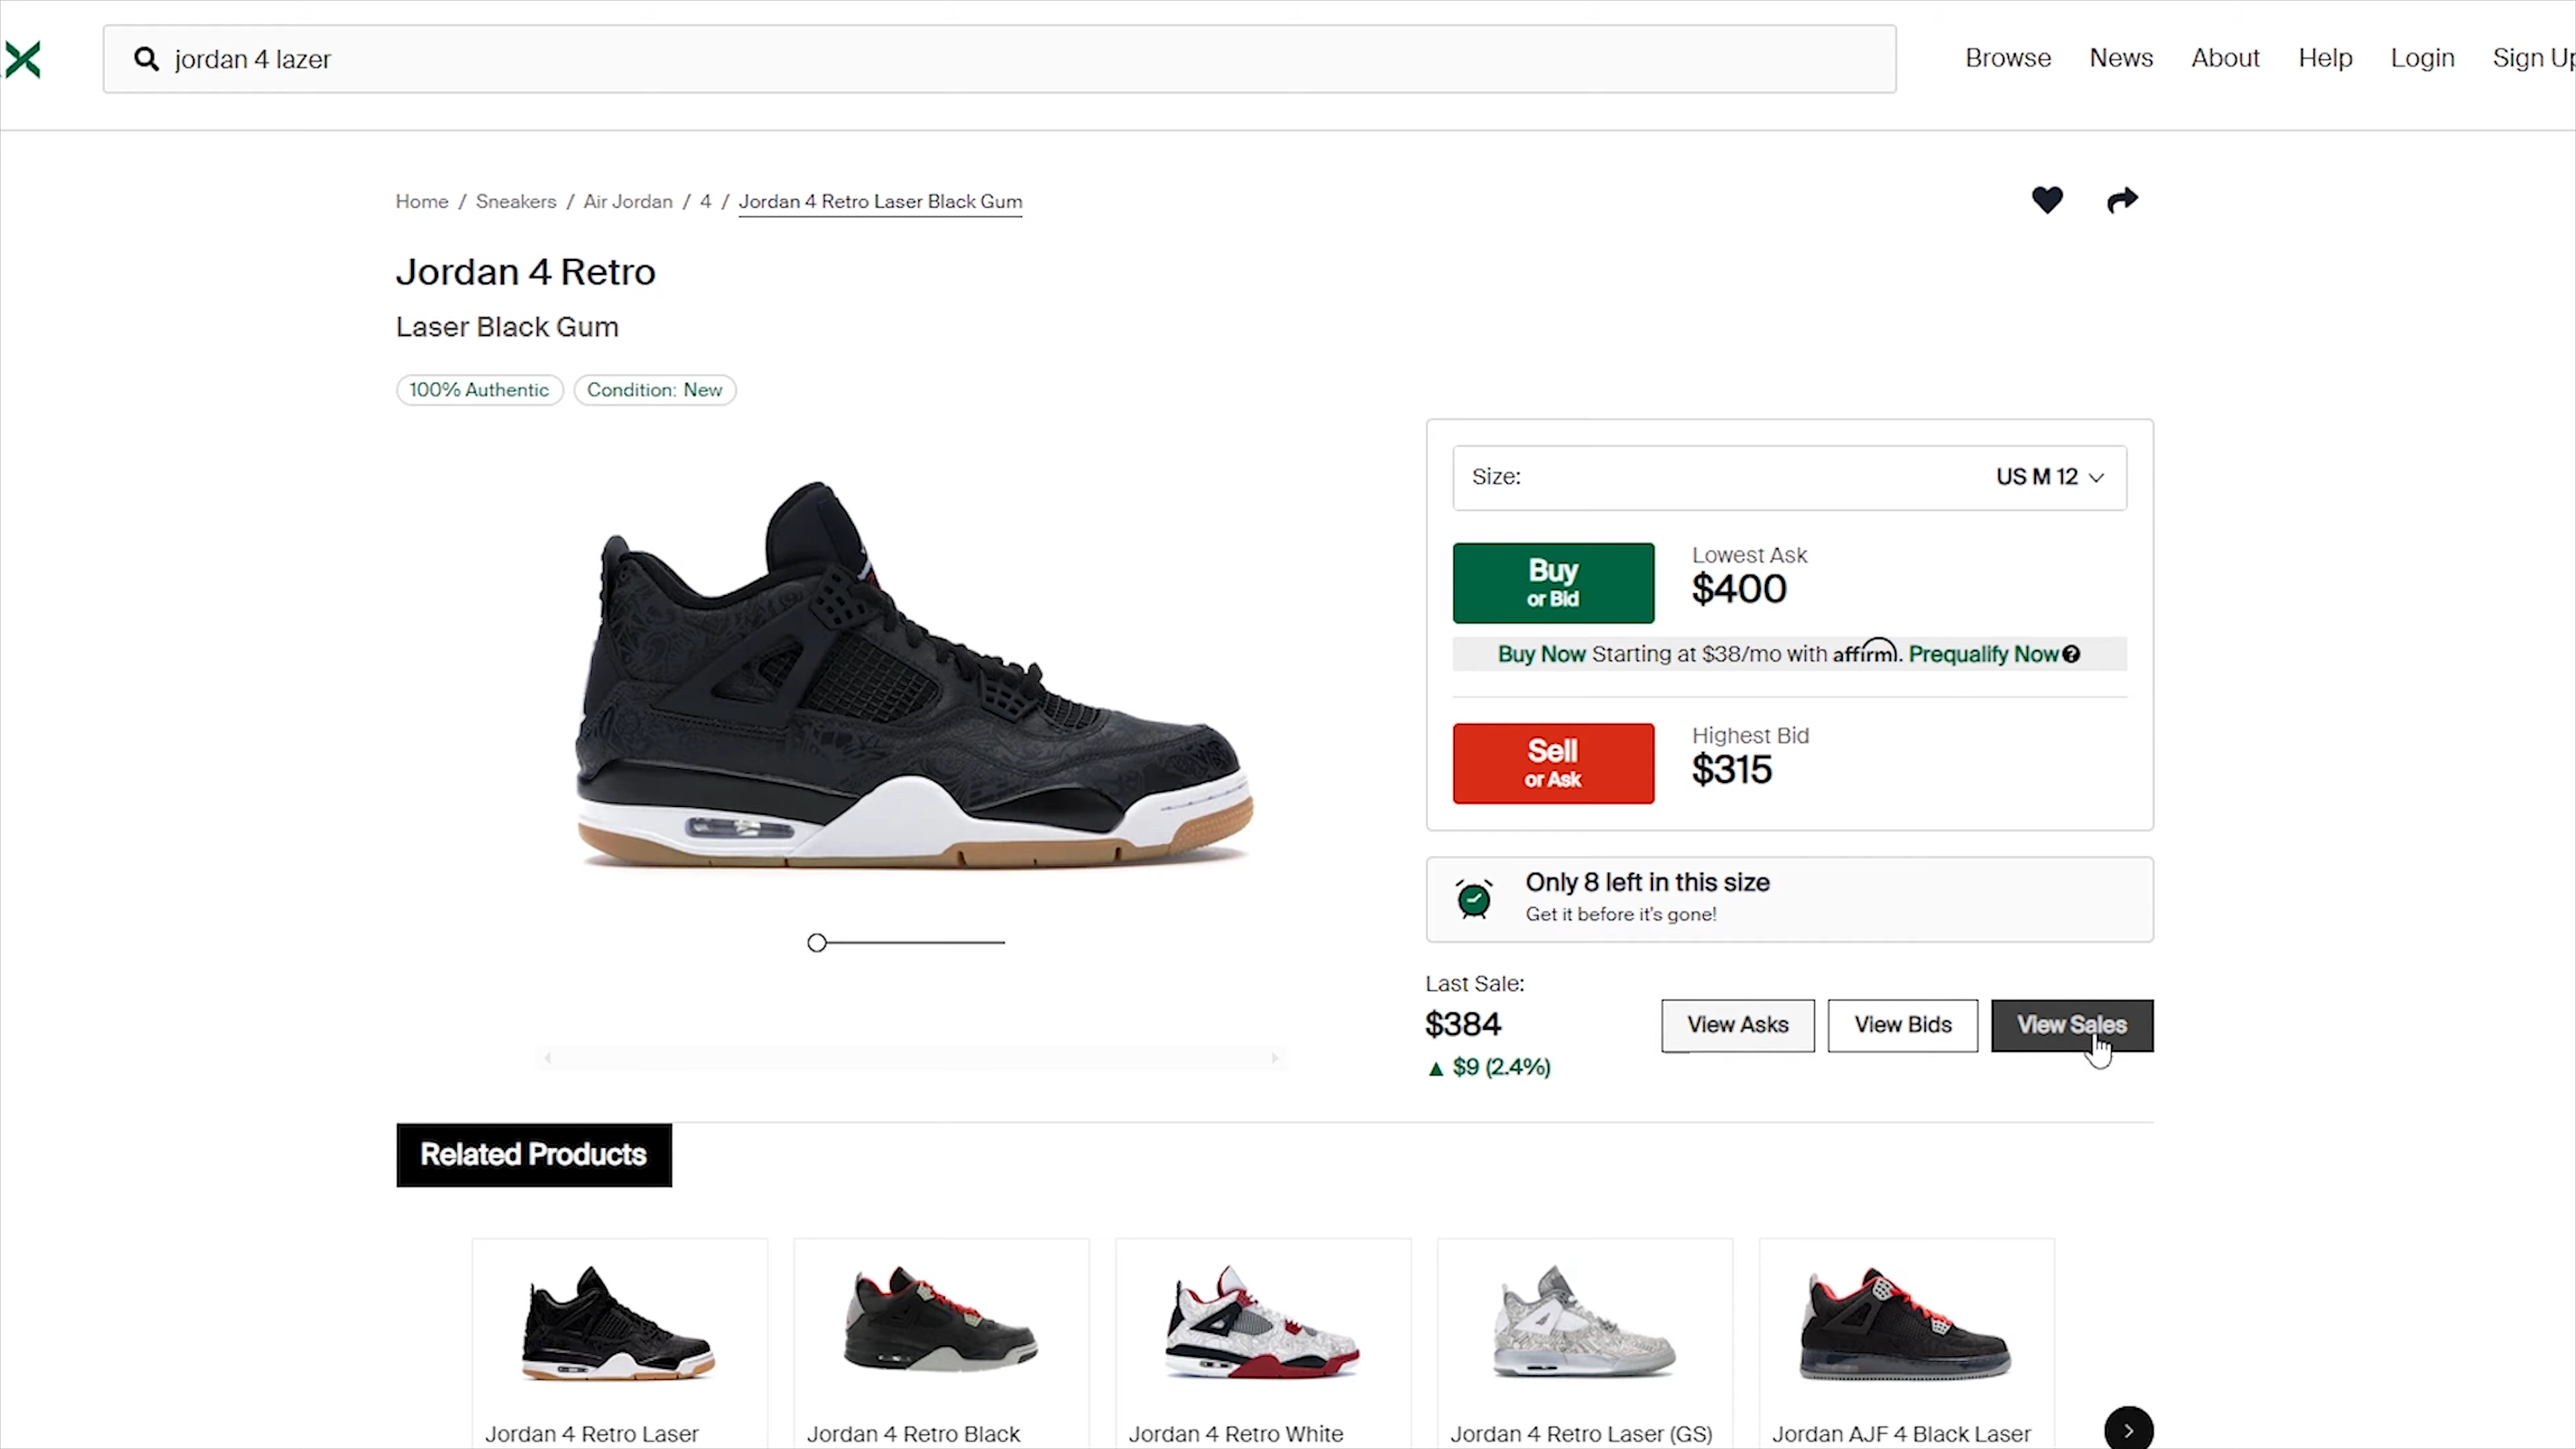 X
jordan 4 lazer
Browse News About Help Login Sign Up
Home / Sneakers / Air Jordan / 4 / Jordan 4 Retro Laser Black Gum
Jordan 4 Retro
Laser Black Gum
100% Authentic Condition: New
Size: US M 12
Buy
or Bid
Lowest Ask
$400
Buy Now Starting at $38/mo with affirm. Prequalify Now
Sell
or Ask
Highest Bid
$315
Only 8 left in this size
Get it before it's gone!
Last Sale:
$384
▲ $9 (2.4%)
View Asks View Bids View Sales
Related Products
Jordan 4 Retro Laser
Jordan 4 Retro Black
Jordan 4 Retro White
Jordan 4 Retro Laser (GS)
Jordan AJF 4 Black Laser